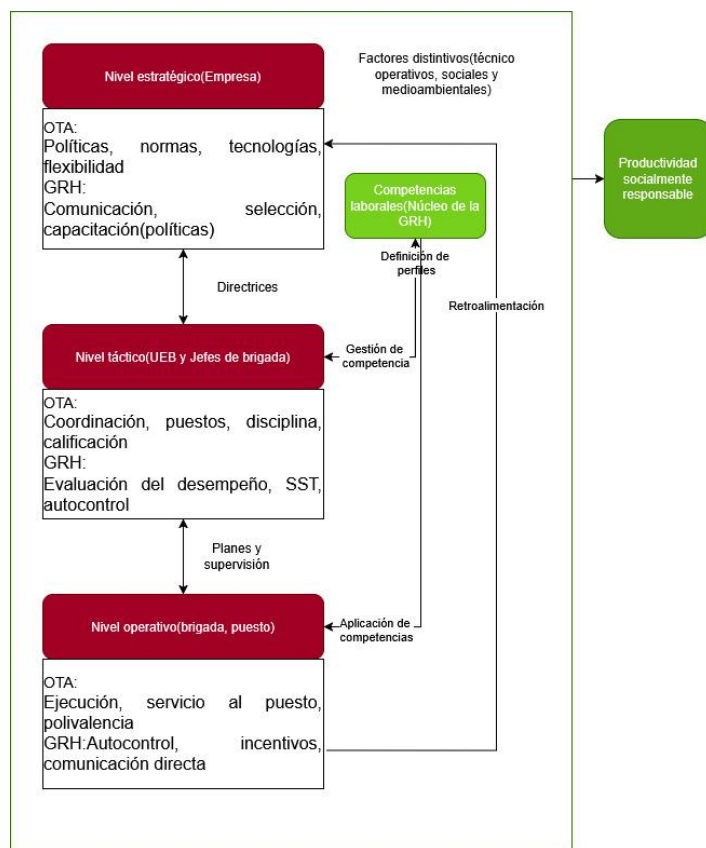 Nivel estratégico(Empresa)
Factores distintivos(técnico
operativos, sociales y
medioambientales)
OTA:
Políticas, normas, tecnologías,
flexibilidad
GRH:
Comunicación, selección,
capacitación(políticas)
Competencias
laborales(Núcleo de la
GRH)
Productividad
socialmente
responsable
Definición de
perfiles
Directrices
Retroalimentación
Nivel táctico(UEB y Jefes de brigada)
Gestión de
competencia
OTA:
Coordinación, puestos, disciplina,
calificación
GRH:
Evaluación del desempeño, SST,
autocontrol
Planes y
supervisión
Nivel operativo(brigada, puesto)
Aplicación de
competencias
OTA:
Ejecución, servicio al puesto,
polivalencia
GRH:Autocontrol, incentivos,
comunicación directa